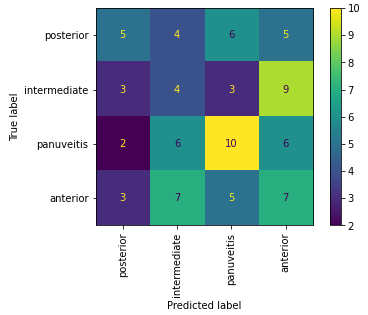 posterior 5 4 6 5
intermediate 3 4 3 9
panuveitis 2 6 10 6
anterior 3 7 5 7
True label
posterior
intermediate
panuveitis
anterior
Predicted label
10
9
8
7
6
5
4
3
2